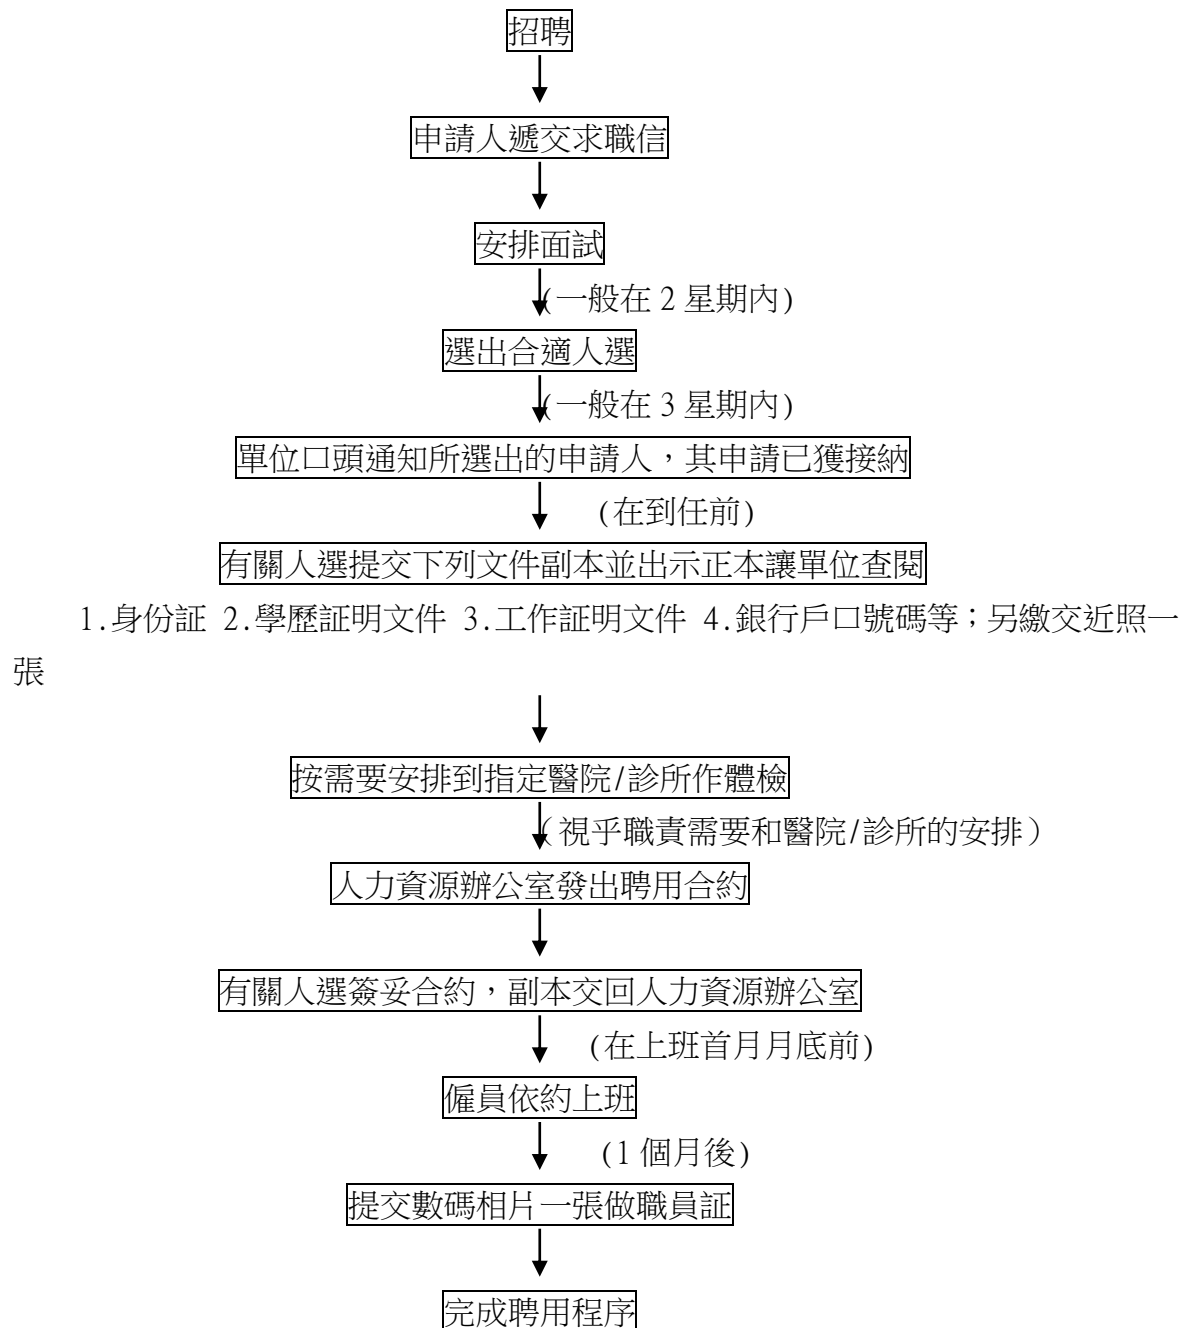 招聘
申請人遞交求職信
安排面試
(一般在 2 星期內)
選出合適人選
(一般在 3 星期內)
單位口頭通知所選出的申請人，其申請已獲接納
(在到任前)
有關人選提交下列文件副本並出示正本讓單位查閱
1.身份証 2.學歷証明文件 3.工作証明文件 4.銀行戶口號碼等；另繳交近照一
張
按需要安排到指定醫院/診所作體檢
（視乎職責需要和醫院/診所的安排）
人力資源辦公室發出聘用合約
有關人選簽妥合約，副本交回人力資源辦公室
(在上班首月月底前)
僱員依約上班
(1 個月後)
提交數碼相片一張做職員証
完成聘用程序